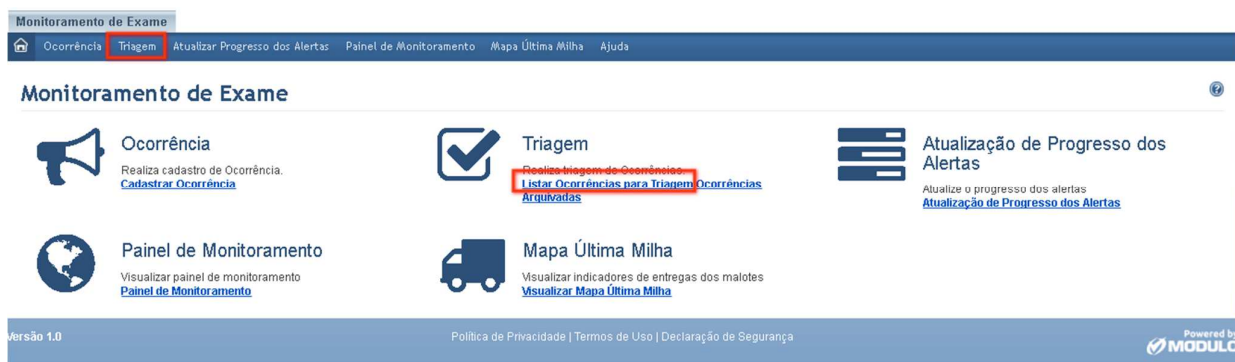 Monitoramento de Exame
Ocorrência Triagem Atualizar Progresso dos Alertas Painel de Monitoramento Mapa Última Milha Ajuda
Monitoramento de Exame
Ocorrência
Realiza cadastro de Ocorrência.
Cadastrar Ocorrência
Triagem
Realiza triagem de Ocorrências
Listar Ocorrências para Triagem Ocorrências
Arquivadas
Atualização de Progresso dos
Alertas
Atualize o progresso dos alertas
Atualização de Progresso dos Alertas
Painel de Monitoramento
Visualizar painel de monitoramento
Painel de Monitoramento
Mapa Última Milha
Visualizar indicadores de entregas dos malotes
Visualizar Mapa Última Milha
Versão 1.0
Política de Privacidade | Termos de Uso | Declaração de Segurança
Powered by
MODULO